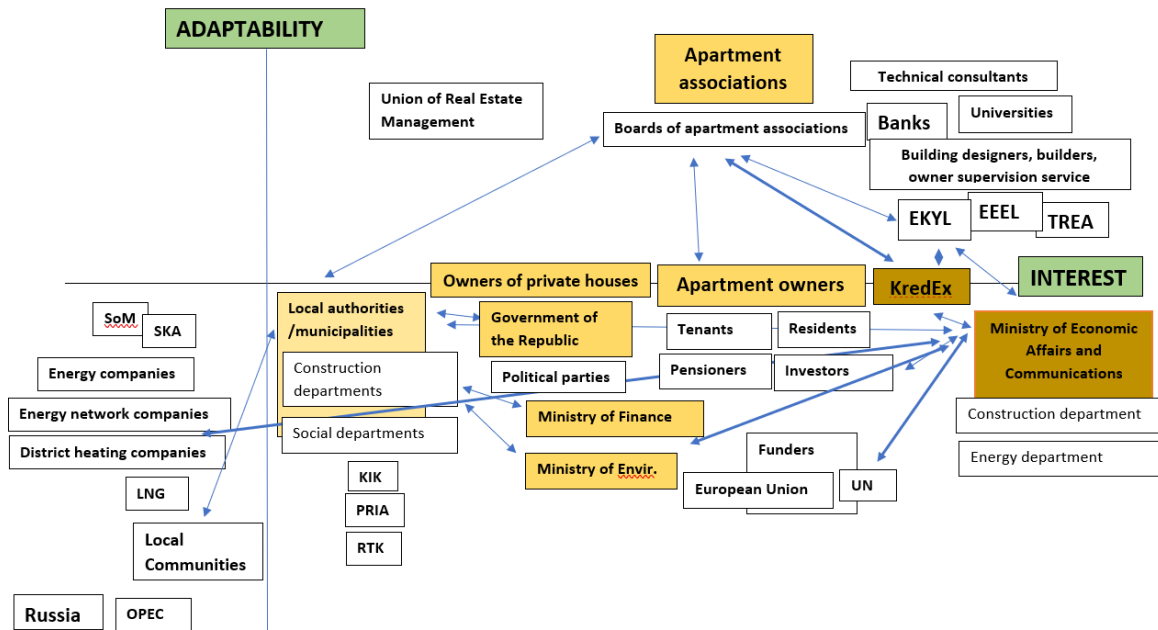 ADAPTABILITY
Apartment
associations
Technical consultants
Union of Real Estate
Management
Boards of apartment associations
Banks
Universities
Building designers, builders,
owner supervision service
EKYL
EEEL
TREA
Owners of private houses
Apartment owners
KredEx
INTEREST
SoM
SKA
Local authorities
/municipalities
Government of
the Republic
Tenants
Residents
Ministry of Economic
Affairs and
Communications
Energy companies
Construction
departments
Political parties
Pensioners
Investors
Energy network companies
Ministry of Finance
Construction department
District heating companies
Social departments
Funders
Energy department
Ministry of Envir.
KIK
European Union
UN
LNG
PRIA
Local
Communities
RTK
Russia
OPEC